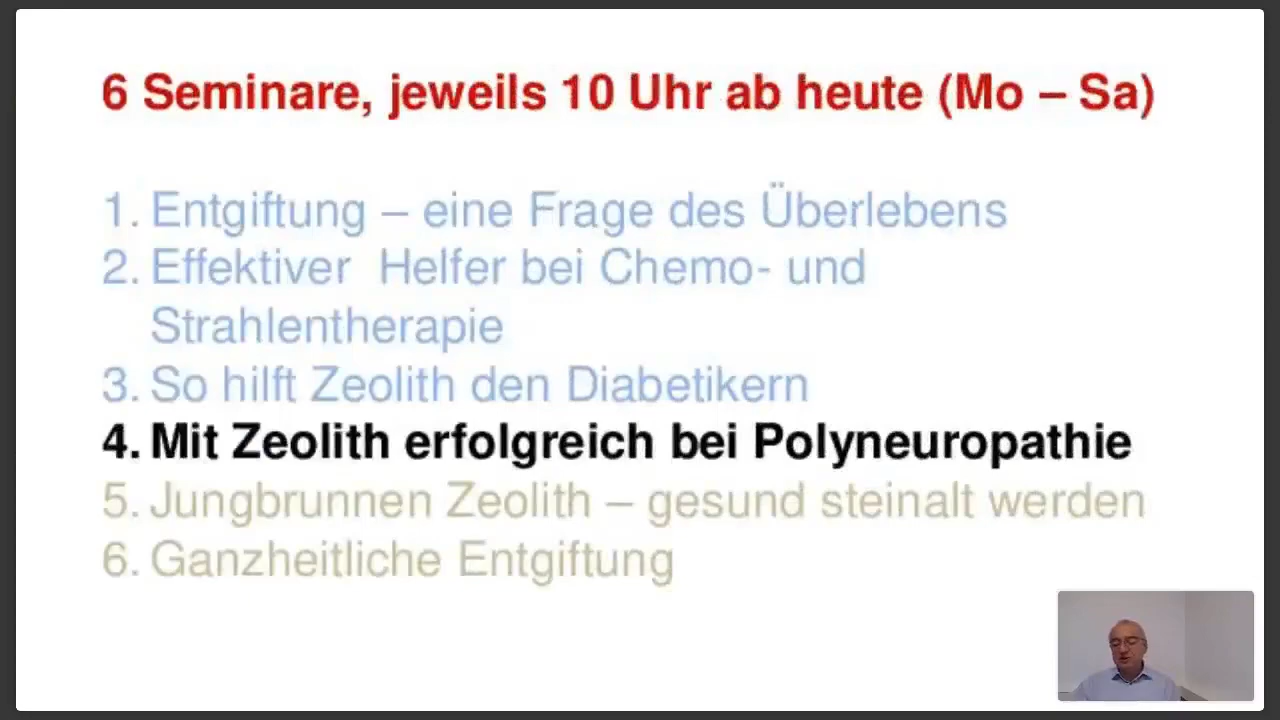 6 Seminare, jeweils 10 Uhr ab heute (Mo – Sa)
1. Entgiftung – eine Frage des Überlebens
2. Effektiver Helfer bei Chemo- und
Strahlentherapie
3. So hilft Zeolith den Diabetikern
4. Mit Zeolith erfolgreich bei Polyneuropathie
5. Jungbrunnen Zeolith – gesund steinalt werden
6. Ganzheitliche Entgiftung